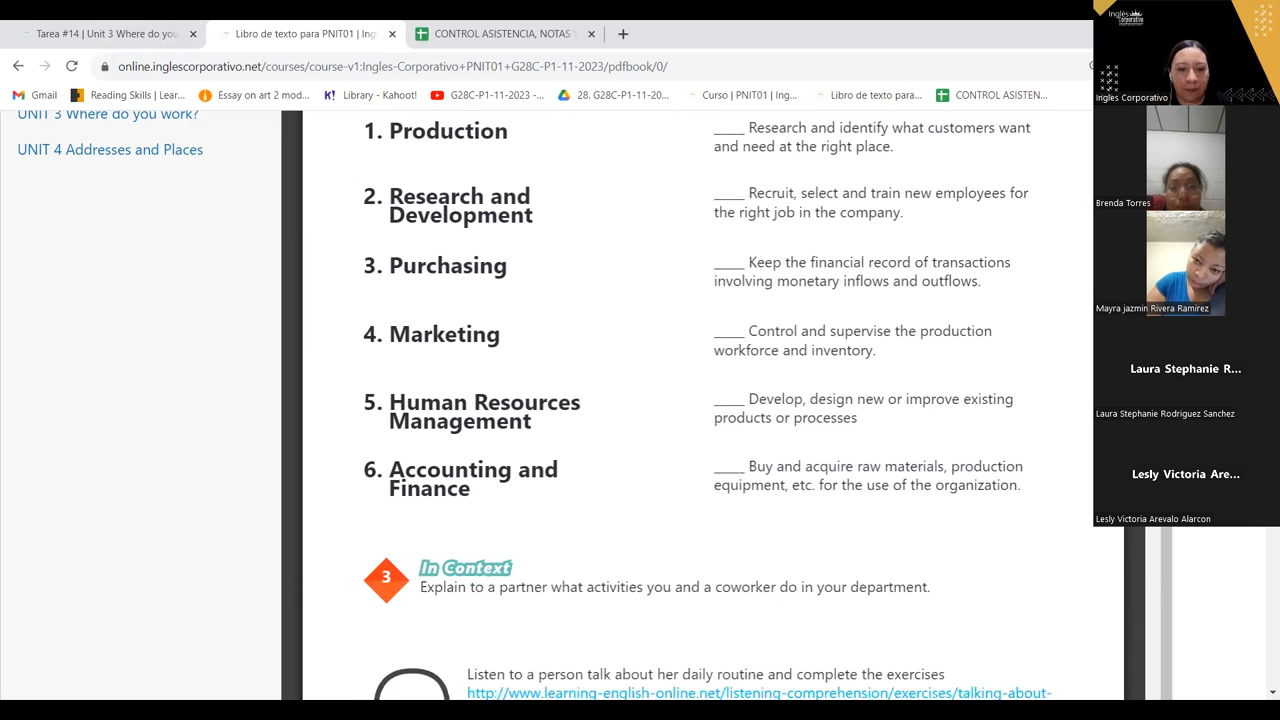 Tarea #14 | Unit 3 Where do you
Libro de texto para PNIT01 | Ing
CONTROL ASISTENCIA, NOTAS
online.inglescorporativo.net/courses/course-v1:Ingles-Corporativo+PNIT01+G28C-P1-11-2023/pdfbook/0/
Gmail
Reading Skills | Lear...
Essay on art 2 mod...
Library - Kahoot!
G28C-P1-11-2023 -...
28. G28C-P1-11-20...
Curso | PNIT01 | Ing...
Libro de texto para...
CONTROL ASISTEN...
UNIT 3 Where do you work?
UNIT 4 Addresses and Places
1. Production
_____ Research and identify what customers want
and need at the right place.
2. Research and
Development
_____ Recruit, select and train new employees for
the right job in the company.
3. Purchasing
_____ Keep the financial record of transactions
involving monetary inflows and outflows.
4. Marketing
_____ Control and supervise the production
workforce and inventory.
5. Human Resources
Management
_____ Develop, design new or improve existing
products or processes
6. Accounting and
Finance
_____ Buy and acquire raw materials, production
equipment, etc. for the use of the organization.
3
In Context
Explain to a partner what activities you and a coworker do in your department.
Listen to a person talk about her daily routine and complete the exercises
http://www.learning-english-online.net/listening-comprehension/exercises/talking-about-
Inglés
Corporativo
Ingles Corporativo
Brenda Torres
Mayra jazmin Rivera Ramirez
Laura Stephanie R...
Laura Stephanie Rodriguez Sanchez
Lesly Victoria Are...
Lesly Victoria Arevalo Alarcon